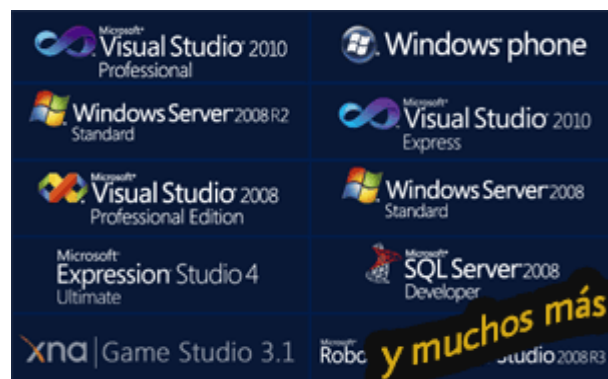 Microsoft
Visual Studio 2010
Professional
Windows phone
Windows Server 2008 R2
Standard
Microsoft
Visual Studio 2010
Express
Microsoft
Visual Studio 2008
Professional Edition
Windows Server 2008
Standard
Microsoft
Expression Studio 4
Ultimate
Microsoft
SQL Server 2008
Developer
xna Game Studio 3.1
2008 R3
y muchos más